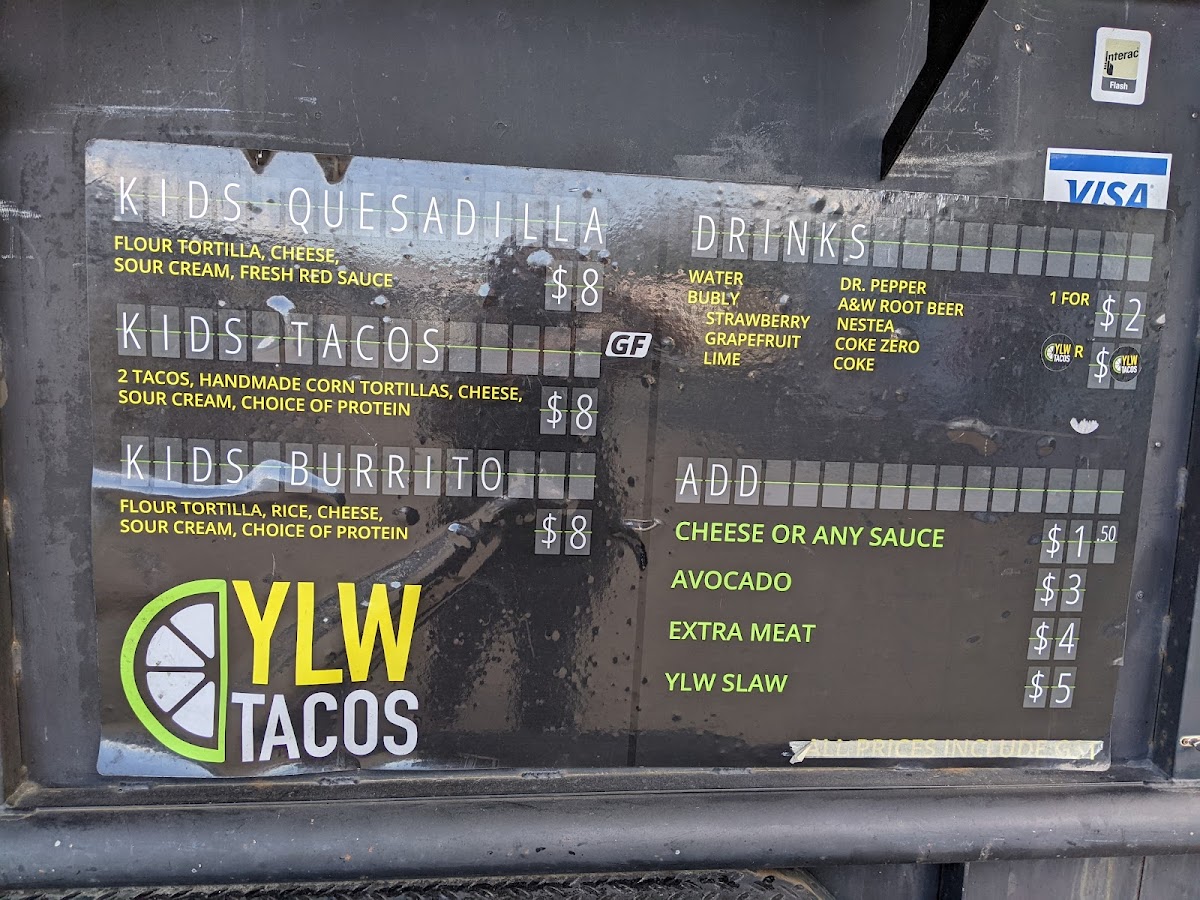 Interac
Flash
VISA
KIDS QUESADILLA
FLOUR TORTILLA, CHEESE,
SOUR CREAM, FRESH RED SAUCE
$8
KIDS TACOS
GF
2 TACOS, HANDMADE CORN TORTILLAS, CHEESE,
SOUR CREAM, CHOICE OF PROTEIN
$8
KIDS BURRITO
FLOUR TORTILLA, RICE, CHEESE,
SOUR CREAM, CHOICE OF PROTEIN
$8
YLW
TACOS
DRINKS
WATER
BUBLY
STRAWBERRY
GRAPEFRUIT
LIME
DR. PEPPER
A&W ROOT BEER
NESTEA
COKE ZERO
COKE
1 FOR $2
YLW TACOS R $ YLW TACOS
ADD
CHEESE OR ANY SAUCE $1.50
AVOCADO $3
EXTRA MEAT $4
YLW SLAW $5
ALL PRICES INCLUDE